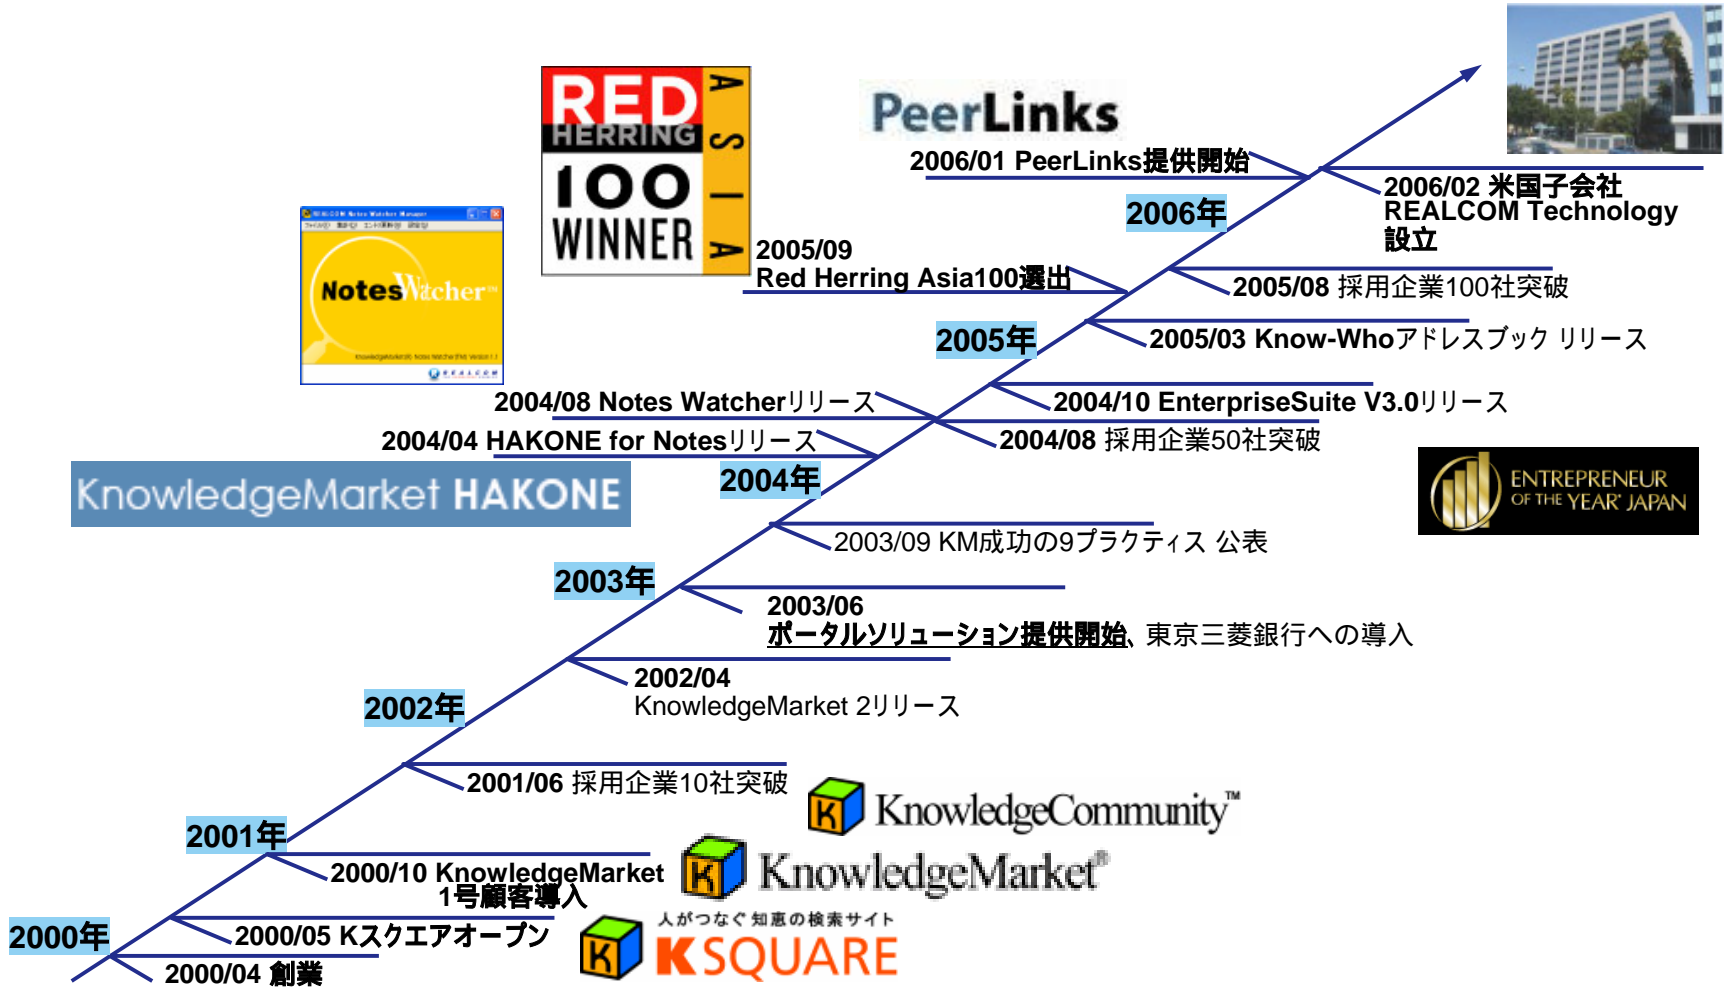 RED
HERRING
100
WINNER
ASIA
PeerLinks
2006/01 PeerLinks提供開始
2006年
2006/02 米国子会社
REALCOM Technology
設立
REALCOM Notes Watcher Manager
NotesWatcher™
REALCOM
2005/09
Red Herring Asia100選出
2005/08 採用企業100社突破
2005年
2005/03 Know-Whoアドレスブック リリース
2004/08 Notes Watcherリリース
2004/10 EnterpriseSuite V3.0リリース
2004/04 HAKONE for Notesリリース
2004/08 採用企業50社突破
KnowledgeMarket HAKONE
2004年
ENTREPRENEUR
OF THE YEAR® JAPAN
2003/09 KM成功の9プラクティス 公表
2003年
2003/06
ポータルソリューション提供開始、東京三菱銀行への導入
2002/04
KnowledgeMarket 2リリース
2002年
2001/06 採用企業10社突破
K KnowledgeCommunity™
2001年
2000/10 KnowledgeMarket
1号顧客導入
K KnowledgeMarket®
2000年
2000/05 Kスクエアオープン
人がつなぐ知恵の検索サイト
K KSQUARE
2000/04 創業